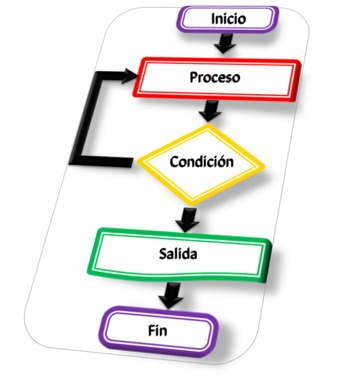 Inicio
Proceso
Condición
Salida
Fin